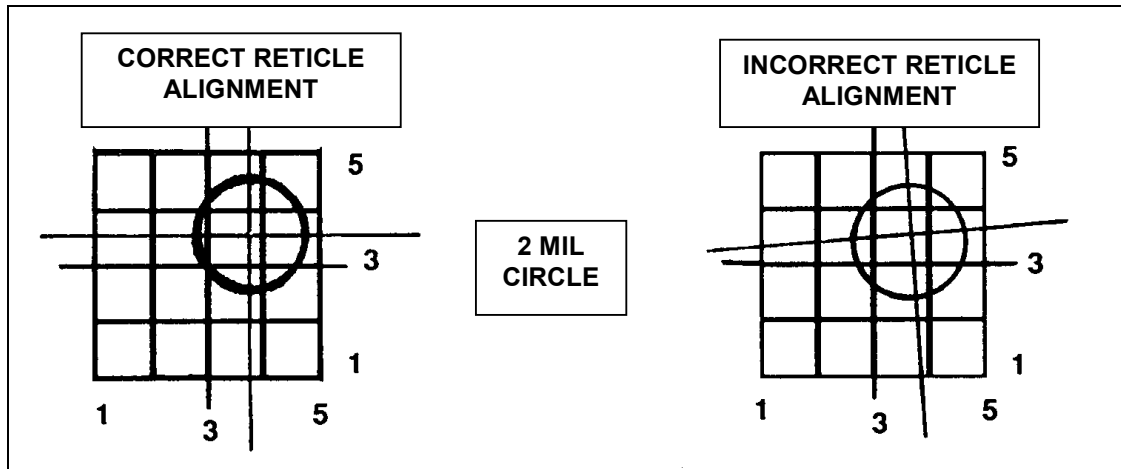 CORRECT RETICLE
ALIGNMENT
5
3
1
1
3
5
2 MIL
CIRCLE
INCORRECT RETICLE
ALIGNMENT
5
3
1
1
3
5